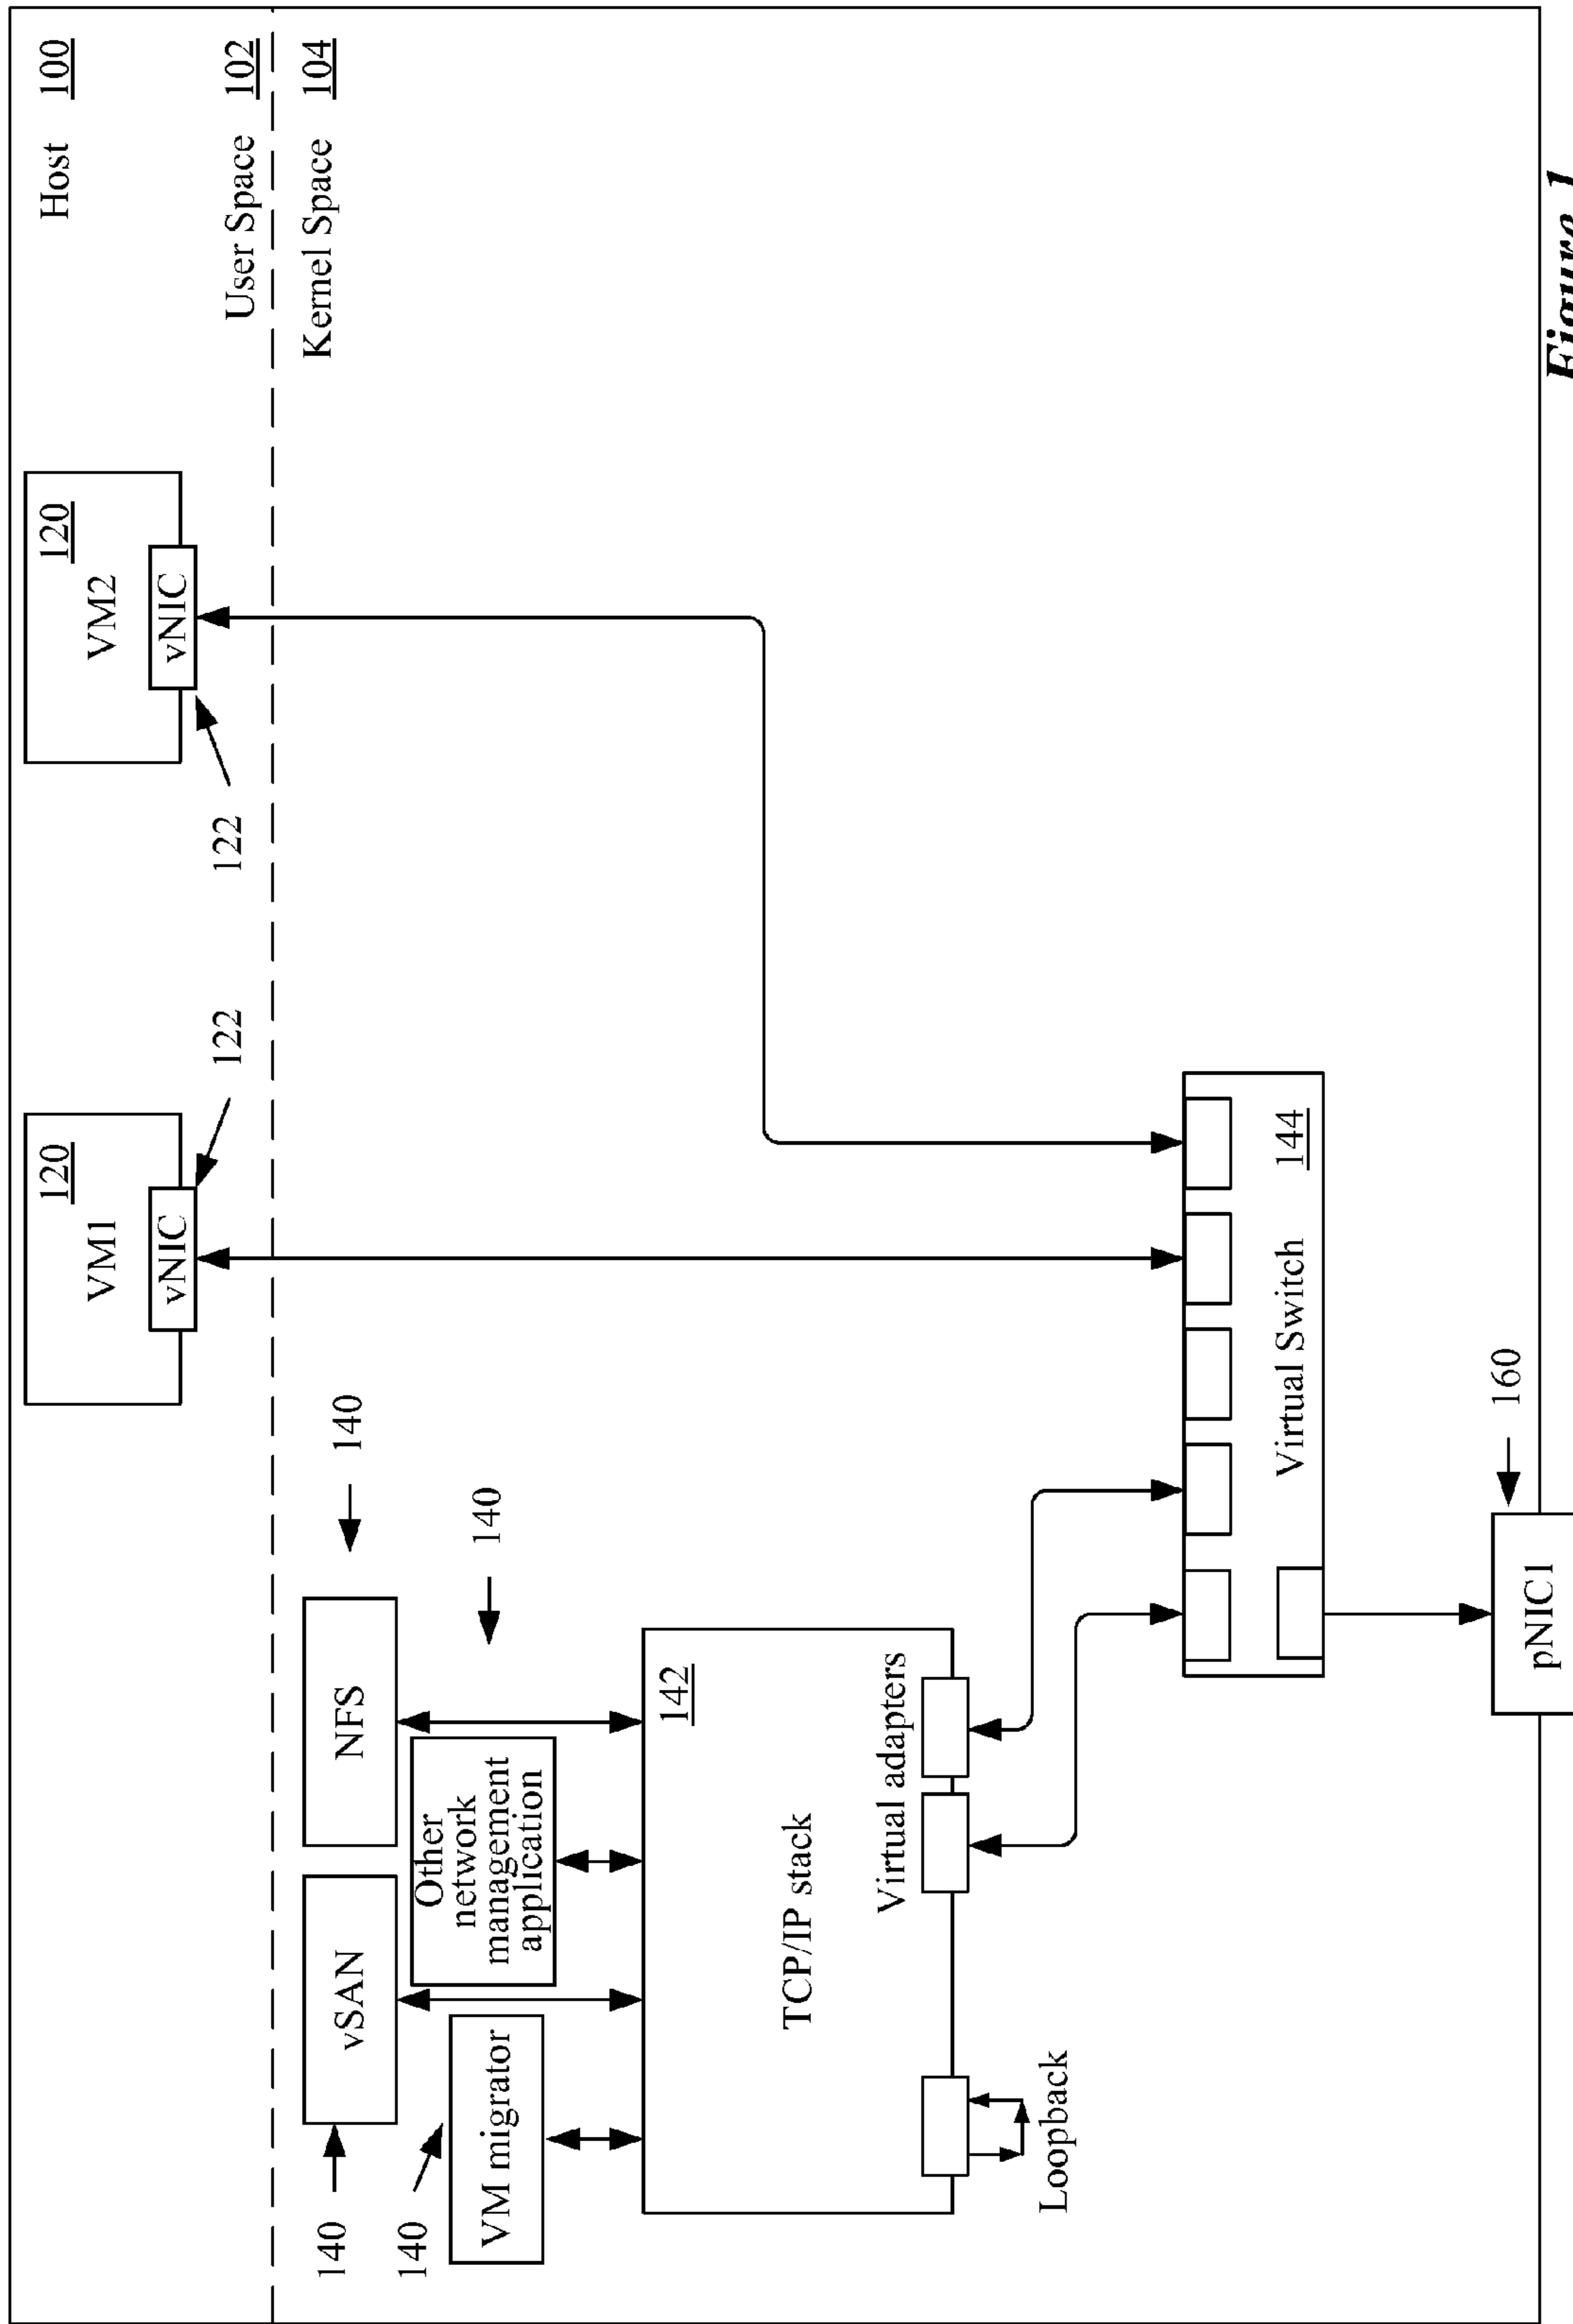 Host 100
User Space 102
Kernel Space 104
VM1
120
vNIC
122
VM2
120
vNIC
122
140
vSAN
NFS
140
140
VM migrator
Other
network
management
application
140
142
TCP/IP stack
Virtual adapters
Loopback
Virtual Switch
144
pNIC1
160
Figure 1